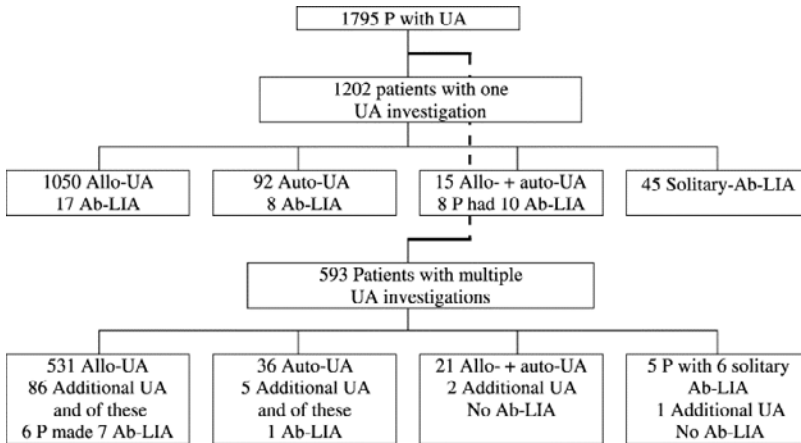 1795 P with UA
1202 patients with one
UA investigation
1050 Allo-UA
17 Ab-LIA
92 Auto-UA
8 Ab-LIA
15 Allo- + auto-UA
8 P had 10 Ab-LIA
45 Solitary-Ab-LIA
593 Patients with multiple
UA investigations
531 Allo-UA
86 Additional UA
and of these
6 P made 7 Ab-LIA
36 Auto-UA
5 Additional UA
and of these
1 Ab-LIA
21 Allo- + auto-UA
2 Additional UA
No Ab-LIA
5 P with 6 solitary
Ab-LIA
1 Additional UA
No Ab-LIA